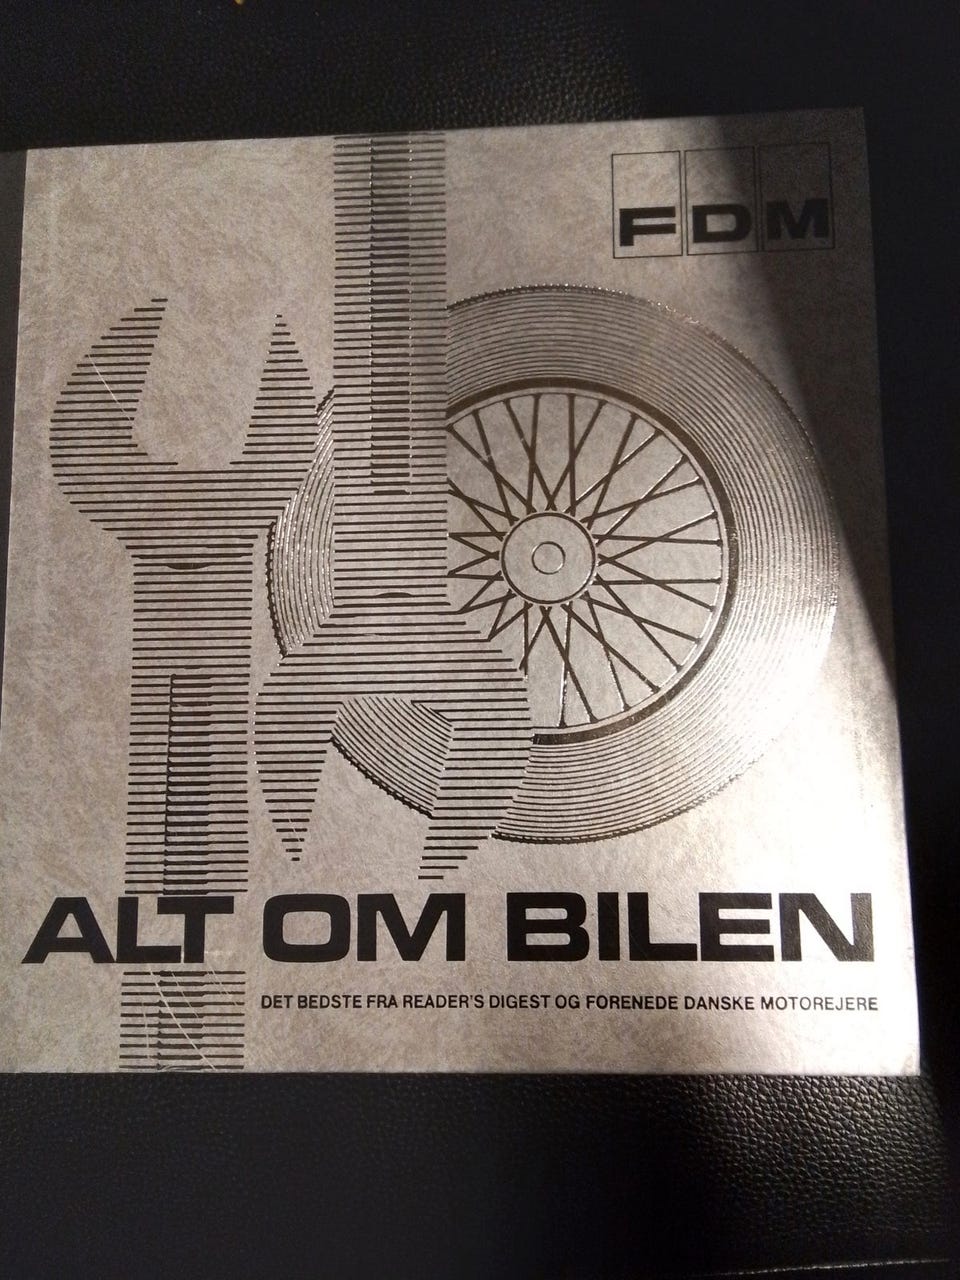 FDM
ALT OM BILEN
DET BEDSTE FRA READER'S DIGEST OG FORENEDE DANSKE MOTOREJERE